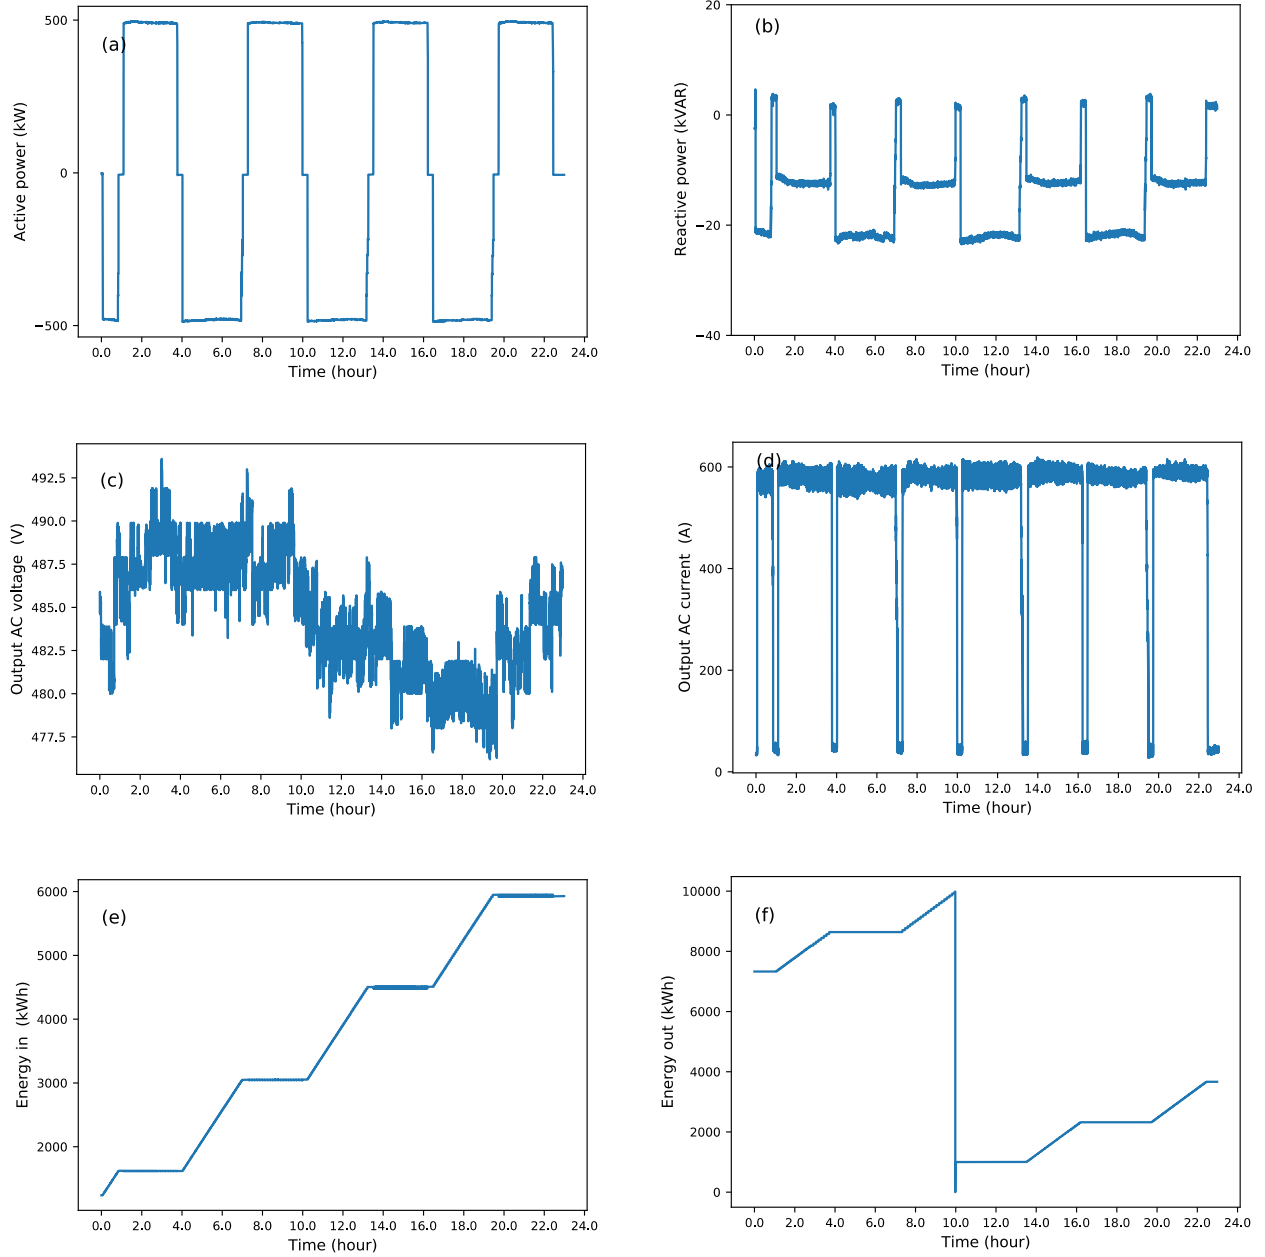 (a)
Active power (kW)
500
0
−500
0.0 2.0 4.0 6.0 8.0 10.0 12.0 14.0 16.0 18.0 20.0 22.0 24.0
Time (hour)
(b)
Reactive power (kVAR)
20
0
−20
−40
0.0 2.0 4.0 6.0 8.0 10.0 12.0 14.0 16.0 18.0 20.0 22.0 24.0
Time (hour)
(c)
Output AC voltage (V)
492.5
490.0
487.5
485.0
482.5
480.0
477.5
0.0 2.0 4.0 6.0 8.0 10.0 12.0 14.0 16.0 18.0 20.0 22.0 24.0
Time (hour)
(d)
Output AC current (A)
600
400
200
0
0.0 2.0 4.0 6.0 8.0 10.0 12.0 14.0 16.0 18.0 20.0 22.0 24.0
Time (hour)
(e)
Energy in (kWh)
6000
5000
4000
3000
2000
0.0 2.0 4.0 6.0 8.0 10.0 12.0 14.0 16.0 18.0 20.0 22.0 24.0
Time (hour)
(f)
Energy out (kWh)
10000
8000
6000
4000
2000
0
0.0 2.0 4.0 6.0 8.0 10.0 12.0 14.0 16.0 18.0 20.0 22.0 24.0
Time (hour)